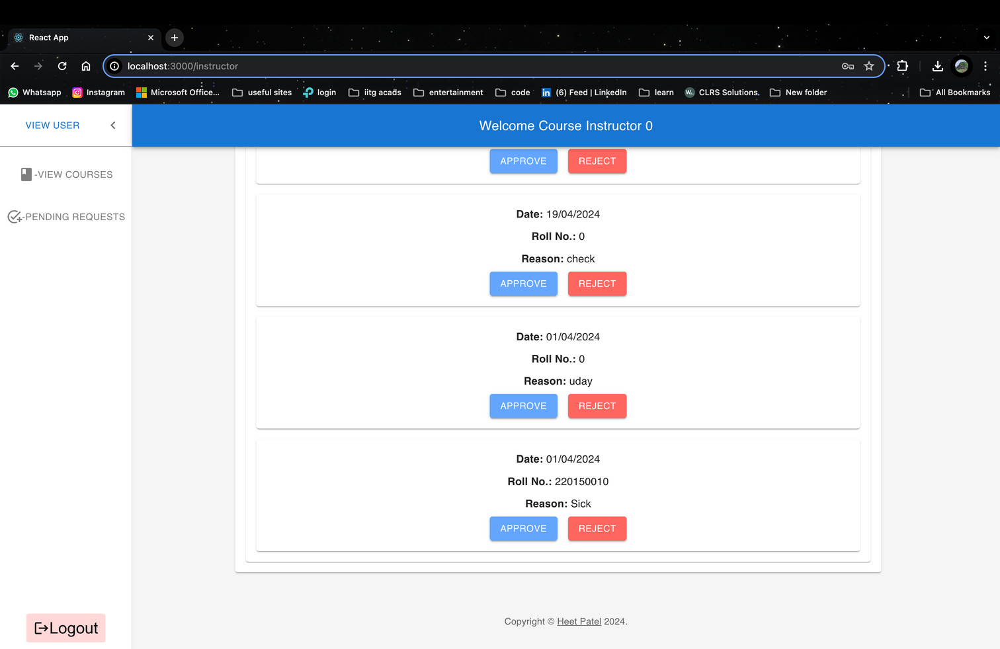 React App
localhost:3000/instructor
Whatsapp Instagram Microsoft Office... useful sites login iitg acads entertainment code (6) Feed | LinkedIn learn CLRS Solutions. New folder All Bookmarks
VIEW USER
Welcome Course Instructor 0
-VIEW COURSES
-PENDING REQUESTS
APPROVE REJECT
Date: 19/04/2024
Roll No.: 0
Reason: check
APPROVE REJECT
Date: 01/04/2024
Roll No.: 0
Reason: uday
APPROVE REJECT
Date: 01/04/2024
Roll No.: 220150010
Reason: Sick
APPROVE REJECT
Logout
Copyright © Heet Patel 2024.